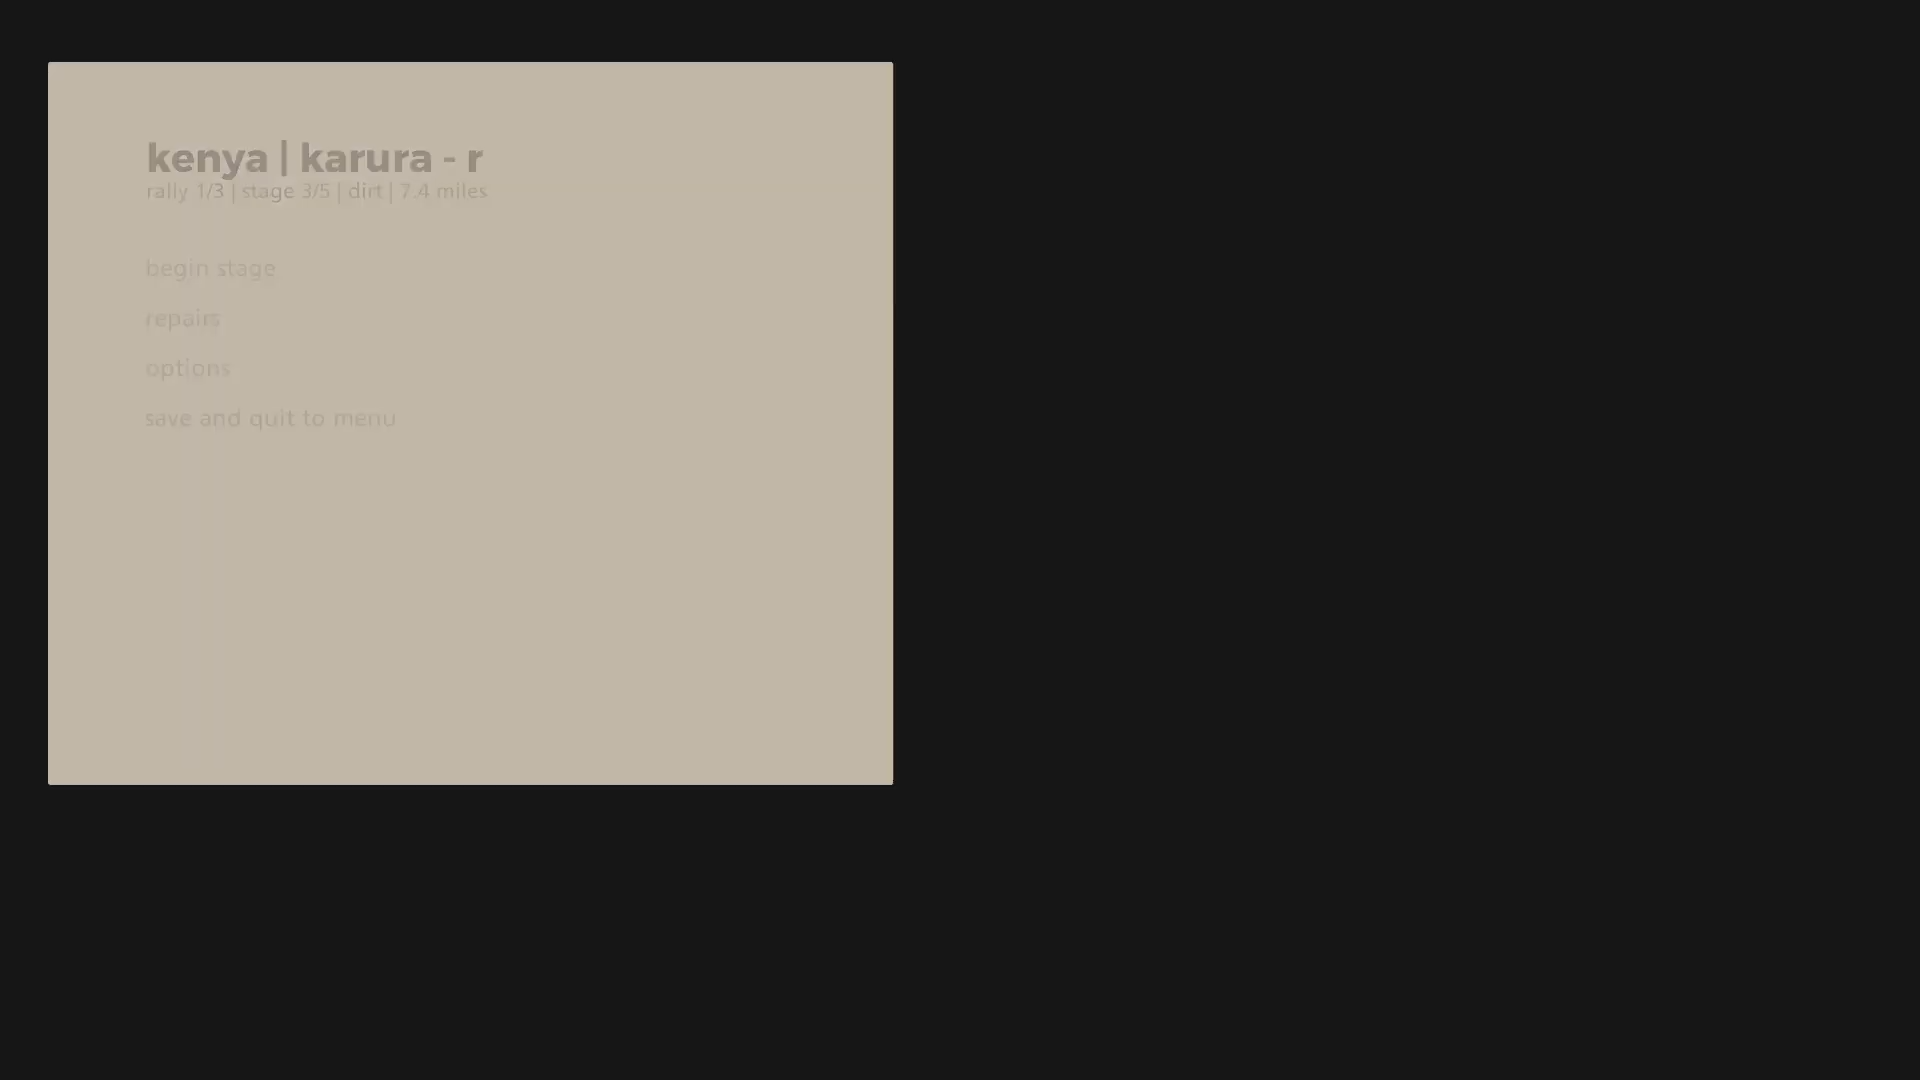 kenya | karura - r
rally 1/3 | stage 3/5 | dirt | 7.4 miles
begin stage
repairs
options
save and quit to menu